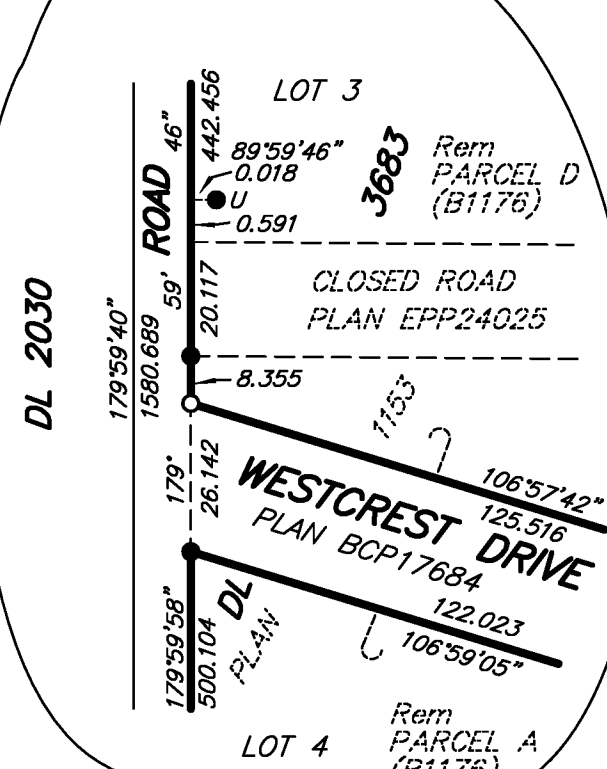 LOT 3
442.456
46"
89°59'46"
0.018
U
0.591
3683
Rem
PARCEL D
(B1176)
ROAD
59'
20.117
CLOSED ROAD
PLAN EPP24025
DL 2030
179°59'40"
1580.689
8.355
1153
179°
26.142
106°57'42"
125.516
WESTCREST DRIVE
PLAN BCP17684
122.023
106°59'05"
DL
PLAN
179°59'58"
500.104
LOT 4
Rem
PARCEL A
(B1176)